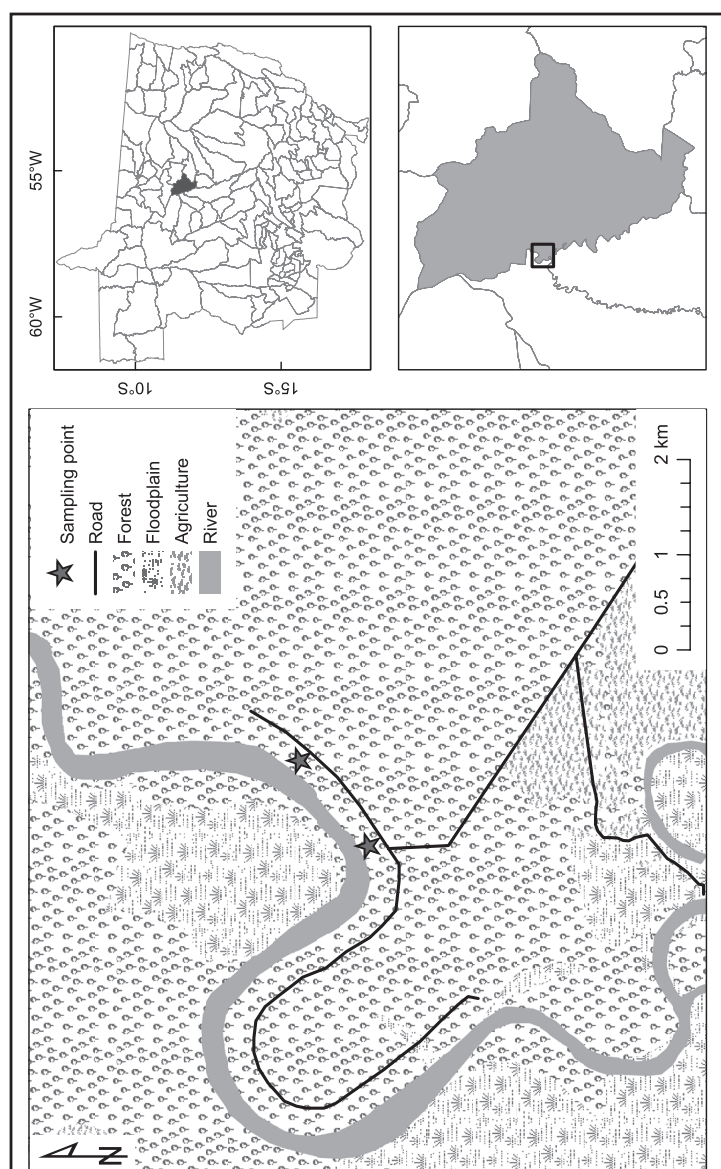 60°W
55°W
10°S
15°S
Sampling point
Road
Forest
Floodplain
Agriculture
River
0 0.5 1 2 km
N